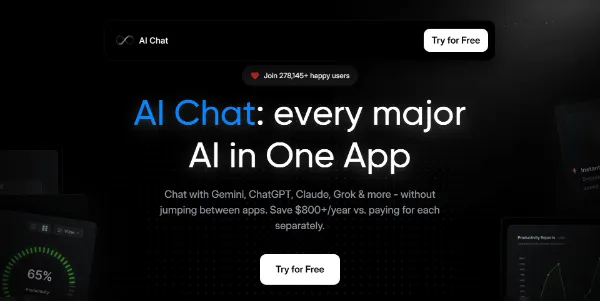 AI Chat
Try for Free
Join 278,145+ happy users
AI Chat: every major
AI in One App
Chat with Gemini, ChatGPT, Claude, Grok & more - without
jumping between apps. Save $800+/year vs. paying for each
separately.
Try for Free
65%
Productivity Reports